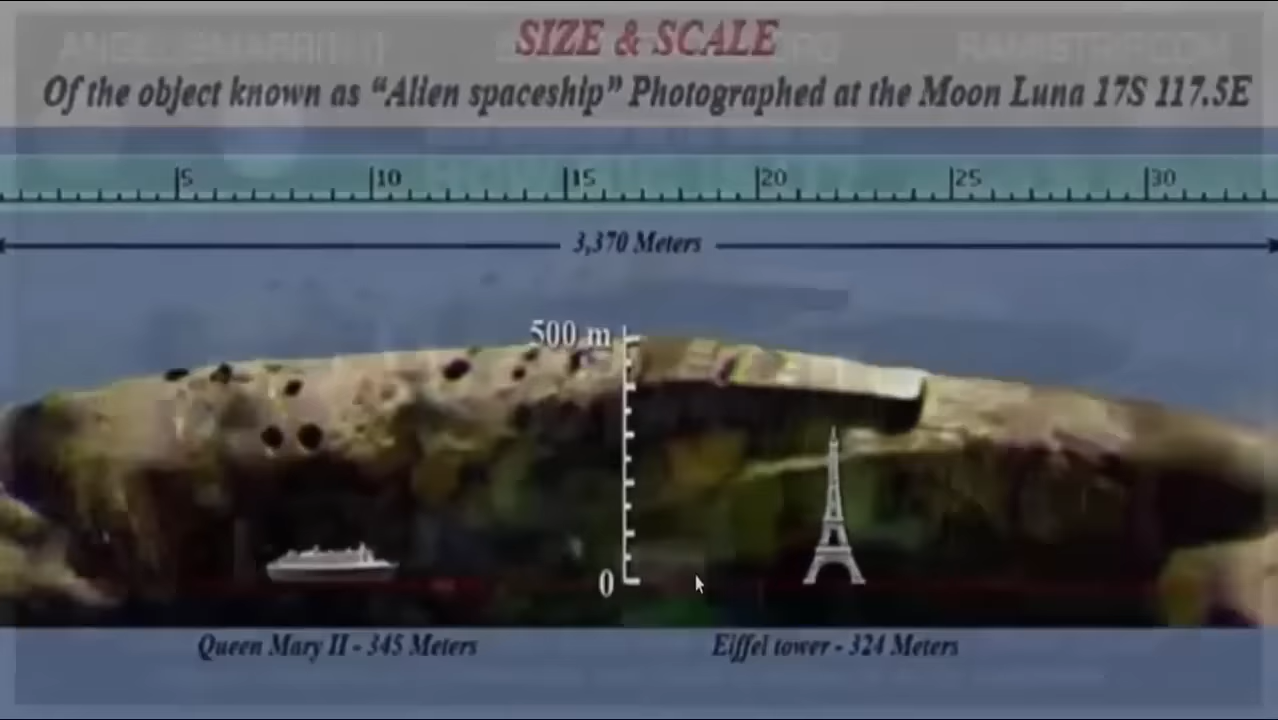 SIZE & SCALE
Of the object known as “Alien spaceship” Photographed at the Moon Luna 17S 117.5E
5 10 15 20 25 30
3,370 Meters
500 m
0
Queen Mary II - 345 Meters
Eiffel tower - 324 Meters